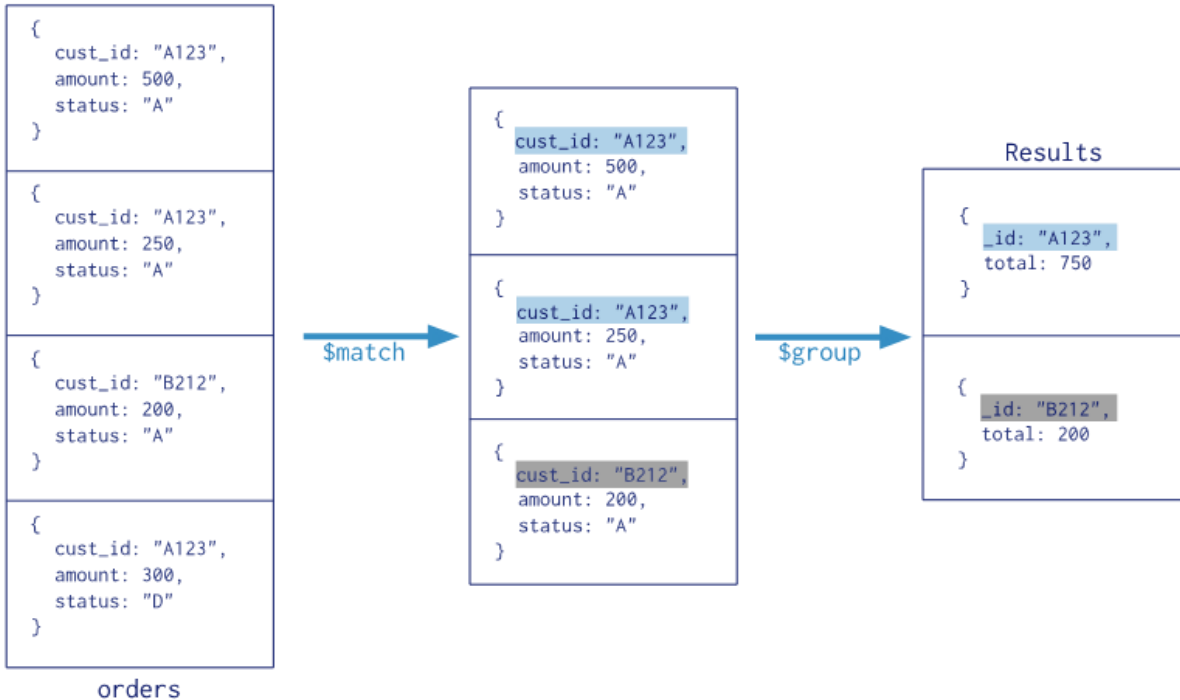 {
cust_id: "A123",
amount: 500,
status: "A"
}
{
cust_id: "A123",
amount: 250,
status: "A"
}
{
cust_id: "B212",
amount: 200,
status: "A"
}
{
cust_id: "A123",
amount: 300,
status: "D"
}
orders
$match
{
cust_id: "A123",
amount: 500,
status: "A"
}
{
cust_id: "A123",
amount: 250,
status: "A"
}
{
cust_id: "B212",
amount: 200,
status: "A"
}
$group
Results
{
_id: "A123",
total: 750
}
{
_id: "B212",
total: 200
}